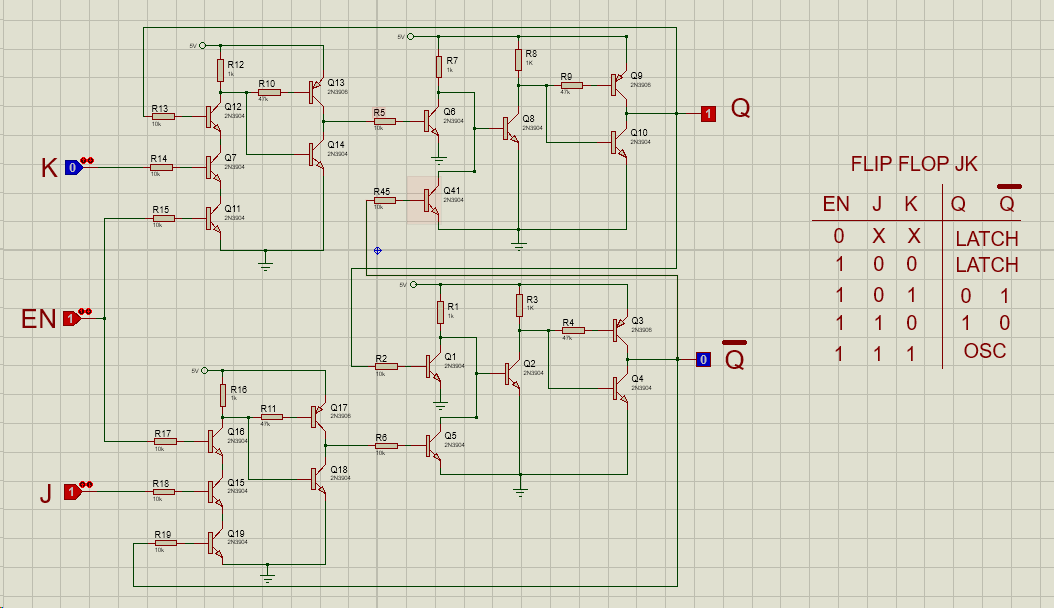 5V
R12
1k
R10
47k
Q13
2N3906
R13
10k
Q12
2N3904
Q14
2N3904
K
0
R14
10k
Q7
2N3904
R15
10k
Q11
2N3904
5V
R7
1k
R8
1K
R9
47k
Q9
2N3906
R5
10k
Q6
2N3904
Q8
2N3904
Q10
2N3904
1
Q
R45
10k
Q41
2N3904
EN
1
5V
R1
1k
R3
1K
R4
47k
Q3
2N3906
R2
10k
Q1
2N3904
Q2
2N3904
Q4
2N3904
0
Q
R6
10k
Q5
2N3904
5V
R16
1k
R11
47k
Q17
2N3906
R17
10k
Q16
2N3904
Q18
2N3904
J
1
R18
10k
Q15
2N3904
R19
10k
Q19
2N3904
FLIP FLOP JK
EN J K Q Q
0 X X LATCH
1 0 0 LATCH
1 0 1 0 1
1 1 0 1 0
1 1 1 OSC